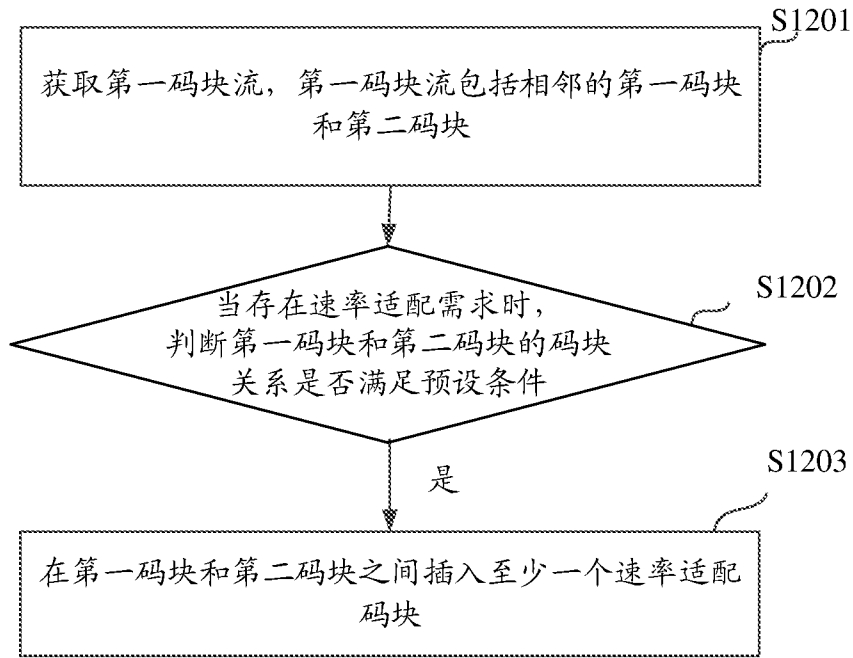 S1201
获取第一码块流，第一码块流包括相邻的第一码块
和第二码块
S1202
当存在速率适配需求时，
判断第一码块和第二码块的码块
关系是否满足预设条件
是
S1203
在第一码块和第二码块之间插入至少一个速率适配
码块